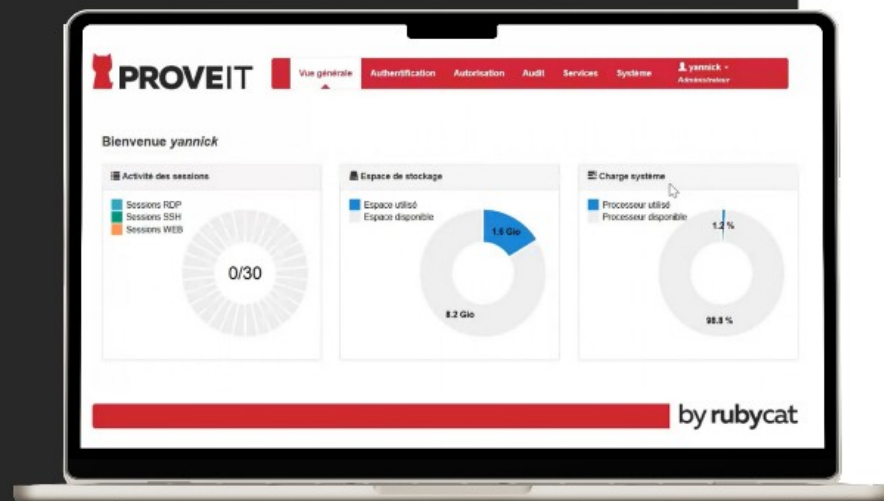 PROVEIT
Vue générale Authentification Autorisation Audit Services Système yannick
Administrateur
Bienvenue yannick
Activité des sessions
Sessions RDP
Sessions SSH
Sessions WEB
0/30
Espace de stockage
Espace utilisé
Espace disponible
1.6 Gio
8.2 Gio
Charge système
Processeur utilisé
Processeur disponible
1.2 %
98.8 %
by rubycat